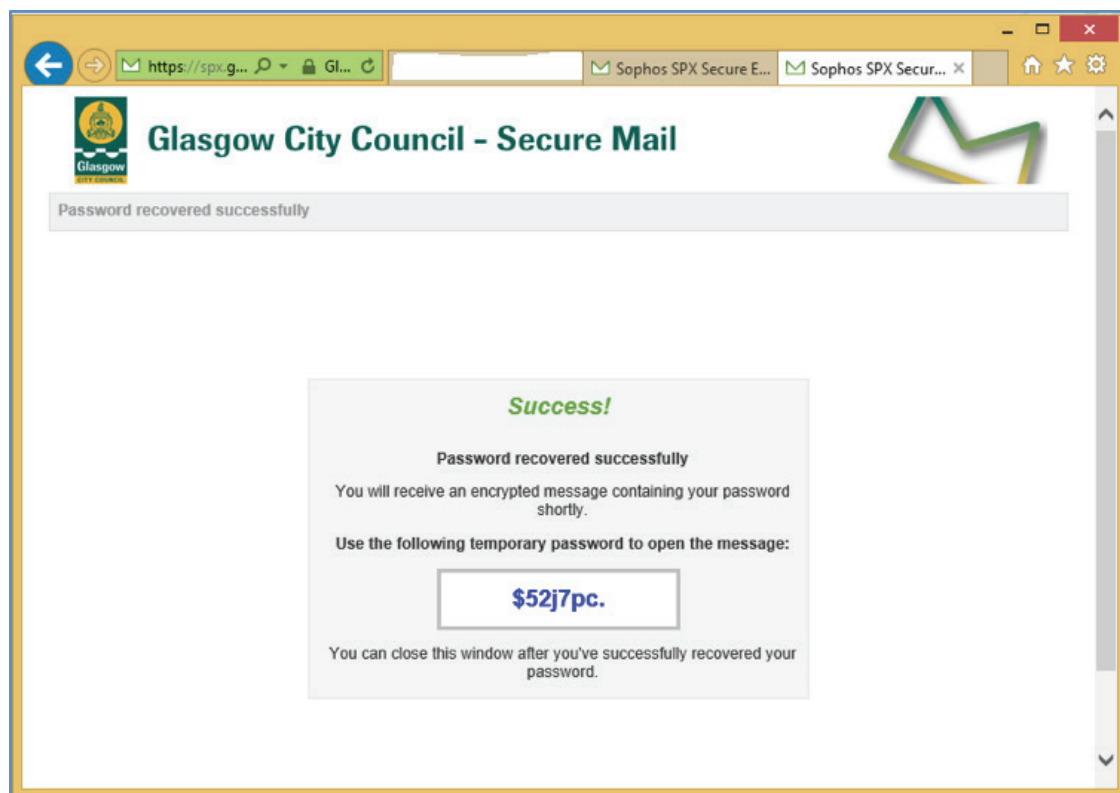 https://spx.g... Gl... Sophos SPX Secure E... Sophos SPX Secur...
Glasgow
CITY COUNCIL
Glasgow City Council - Secure Mail
Password recovered successfully
Success!
Password recovered successfully
You will receive an encrypted message containing your password
shortly.
Use the following temporary password to open the message:
$52j7pc.
You can close this window after you've successfully recovered your
password.